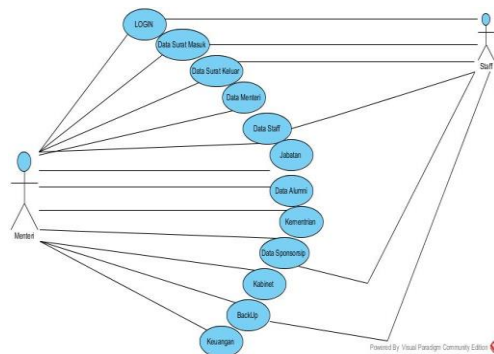 LOGIN
Data Surat Masuk
Data Surat Keluar
Data Menteri
Data Staff
Jabatan
Data Alumni
Kementrian
Data Sponsorsip
Kabinet
BackUp
Keuangan
Menteri
Staff
Powered By Visual Paradigm Community Edition